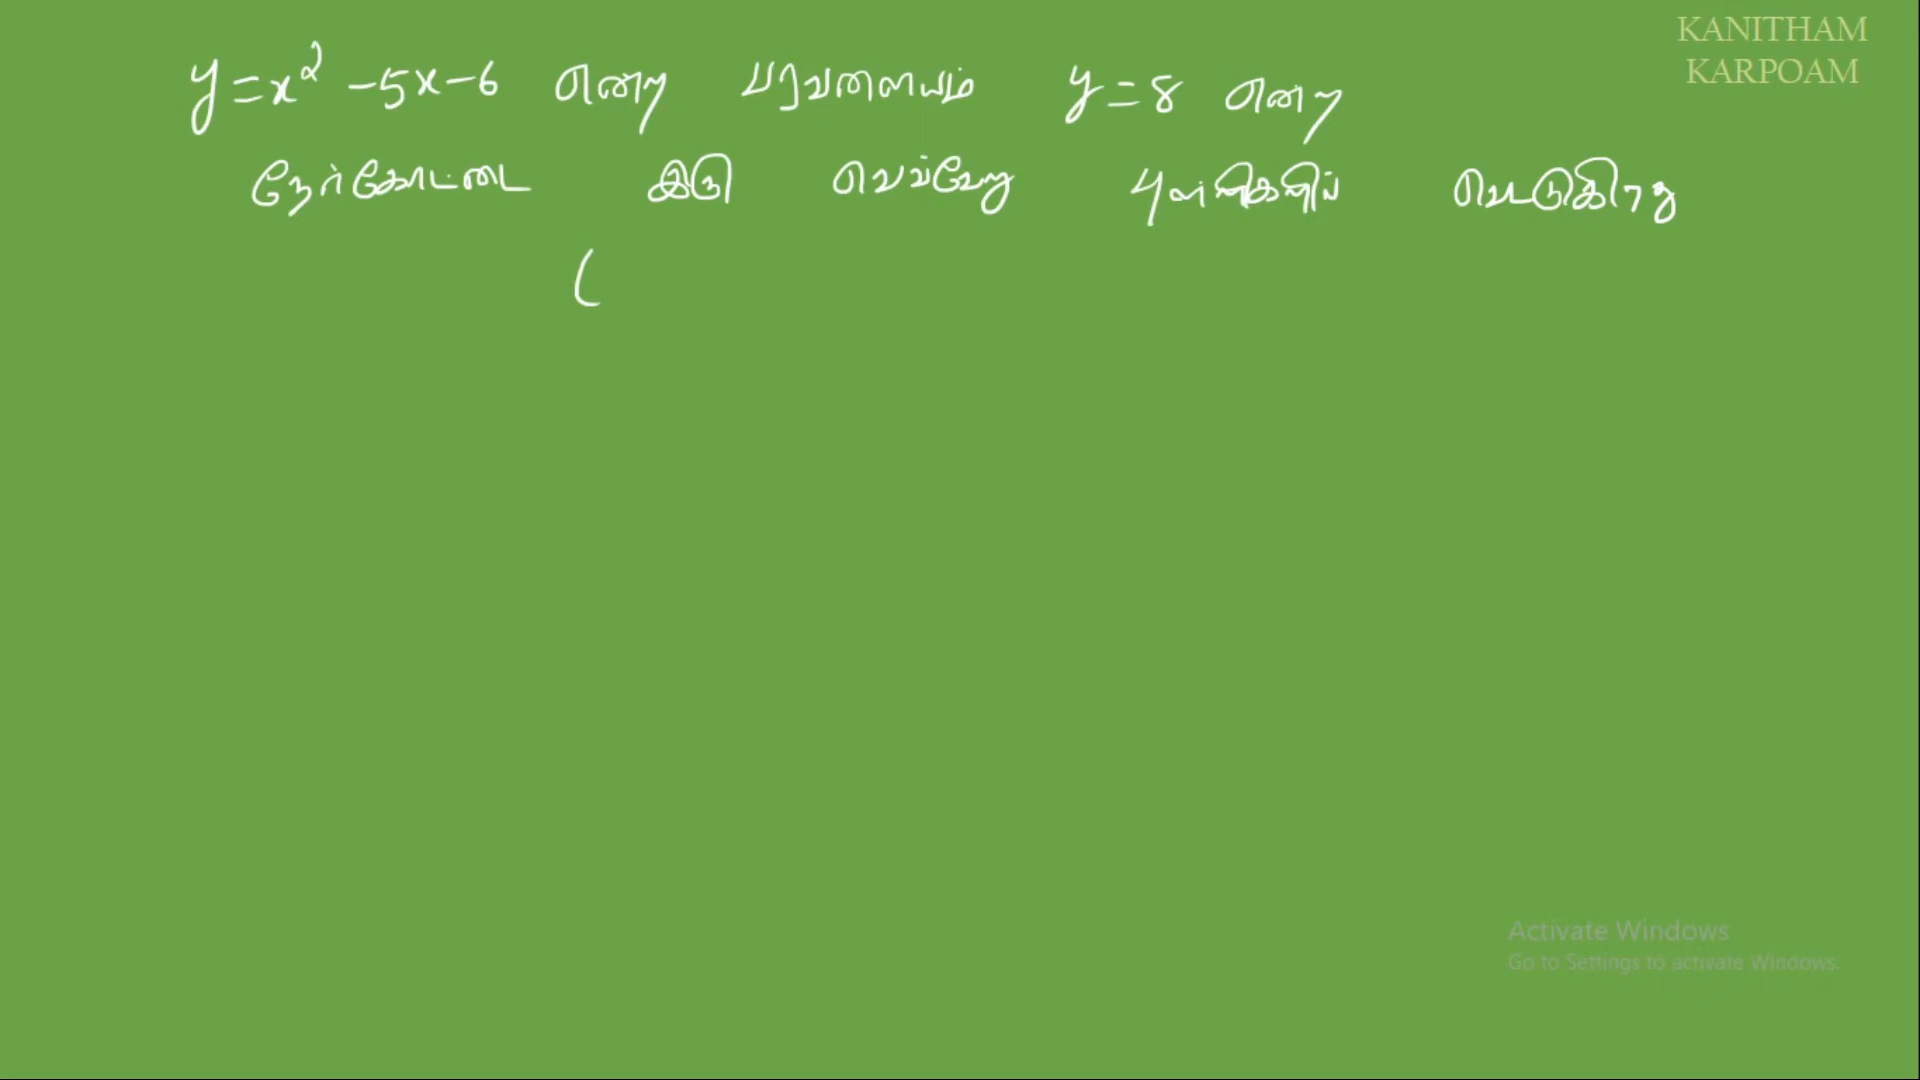 KANITHAM
KARPOAM
y=x² -5x-6 என்ற பரவளையம் y=8 என்ற
நேர்கோட்டை இரு வெவ்வேறு புள்ளிகளில் வெட்டுகிறது
(
Activate Windows
Go to Settings to activate Windows.